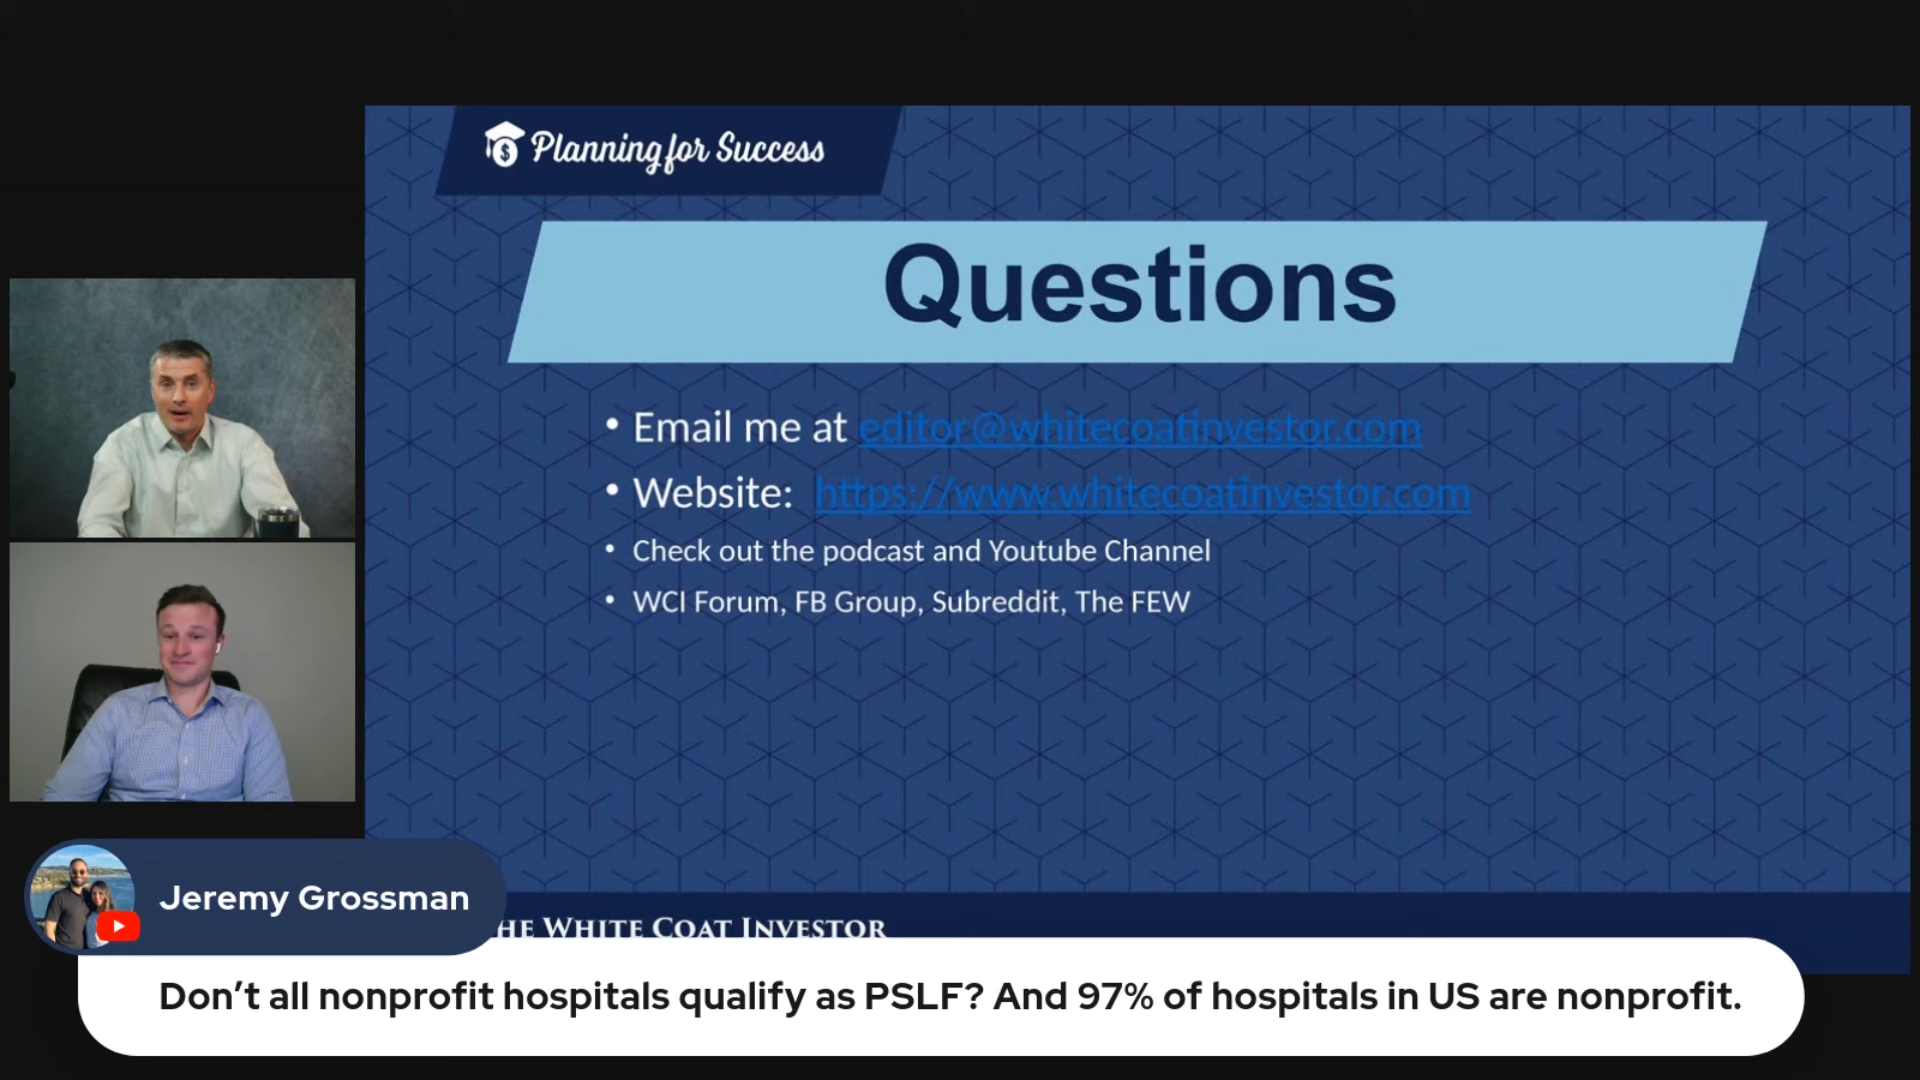 Planning for Success
Questions
• Email me at editor@whitecoatinvestor.com
• Website: https://www.whitecoatinvestor.com
• Check out the podcast and Youtube Channel
• WCI Forum, FB Group, Subreddit, The FEW
Jeremy Grossman
HE WHITE COAT INVESTOR
Don’t all nonprofit hospitals qualify as PSLF? And 97% of hospitals in US are nonprofit.